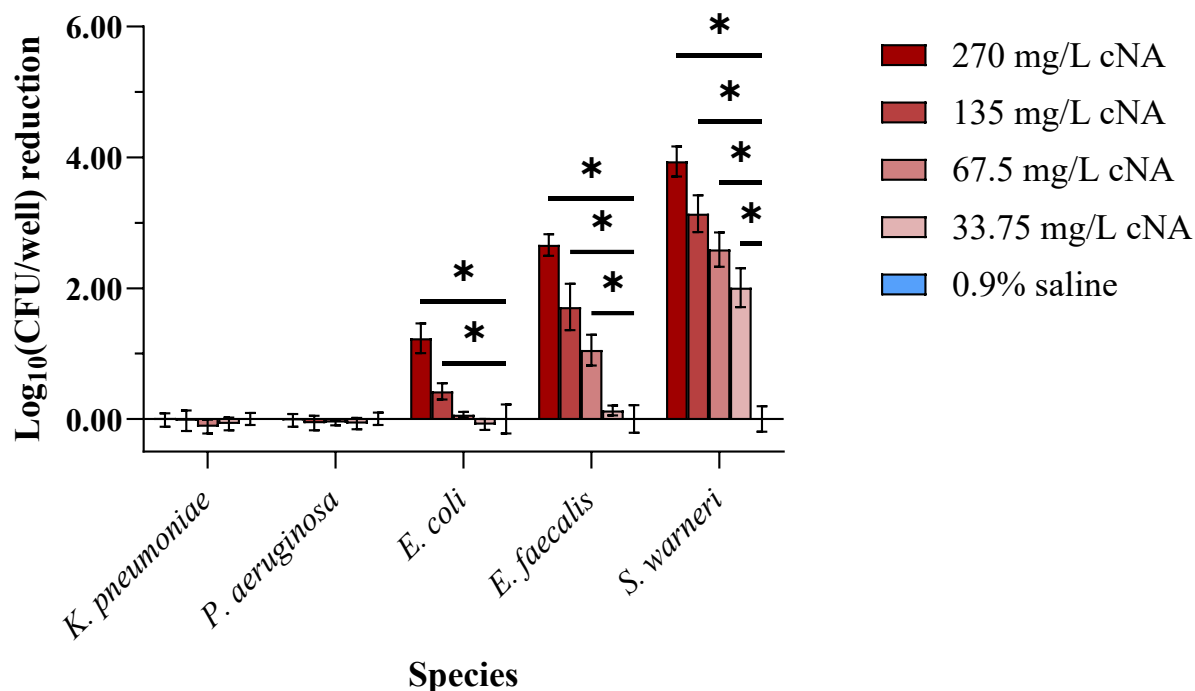 Log10(CFU/well) reduction
6.00
4.00
2.00
0.00
*
*
*
*
*
*
*
*
*
K. pneumoniae
P. aeruginosa
E. coli
E. faecalis
S. warneri
Species
270 mg/L cNA
135 mg/L cNA
67.5 mg/L cNA
33.75 mg/L cNA
0.9% saline